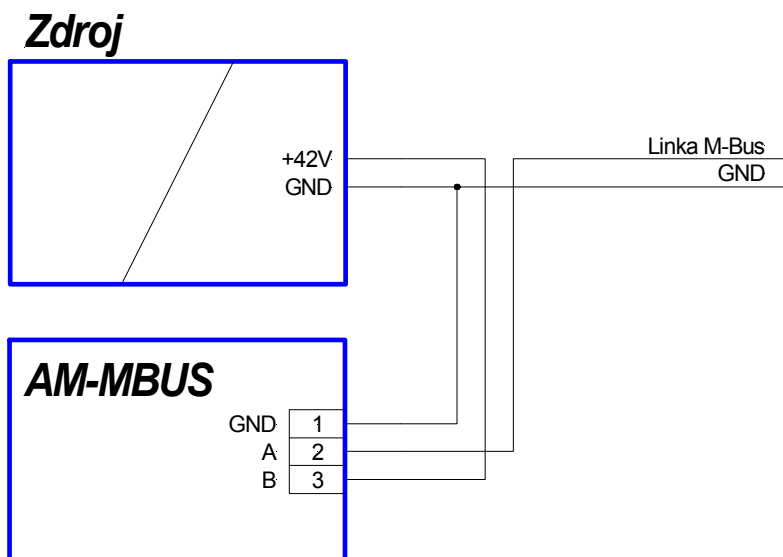 Zdroj
+42V
GND
Linka M-Bus
GND
AM-MBUS
GND 1
A 2
B 3